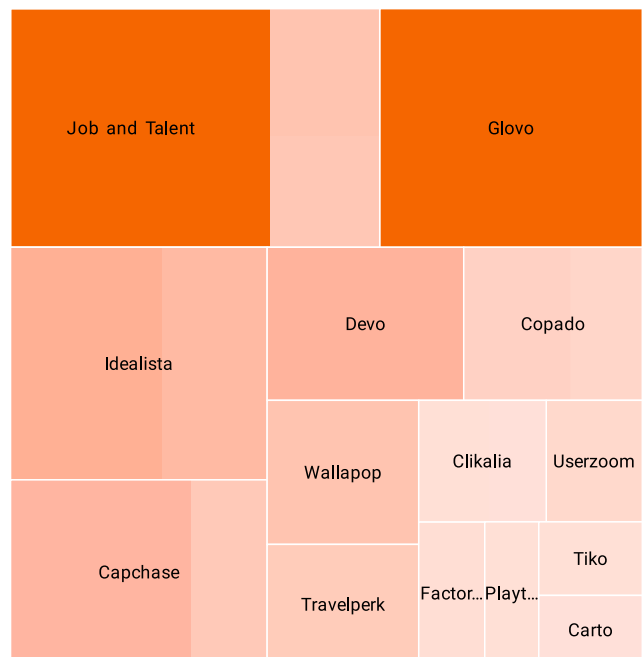 Job and Talent
Glovo
Idealista
Devo
Copado
Wallapop
Clikalia
Userzoom
Capchase
Travelperk
Factor...
Playt...
Tiko
Carto